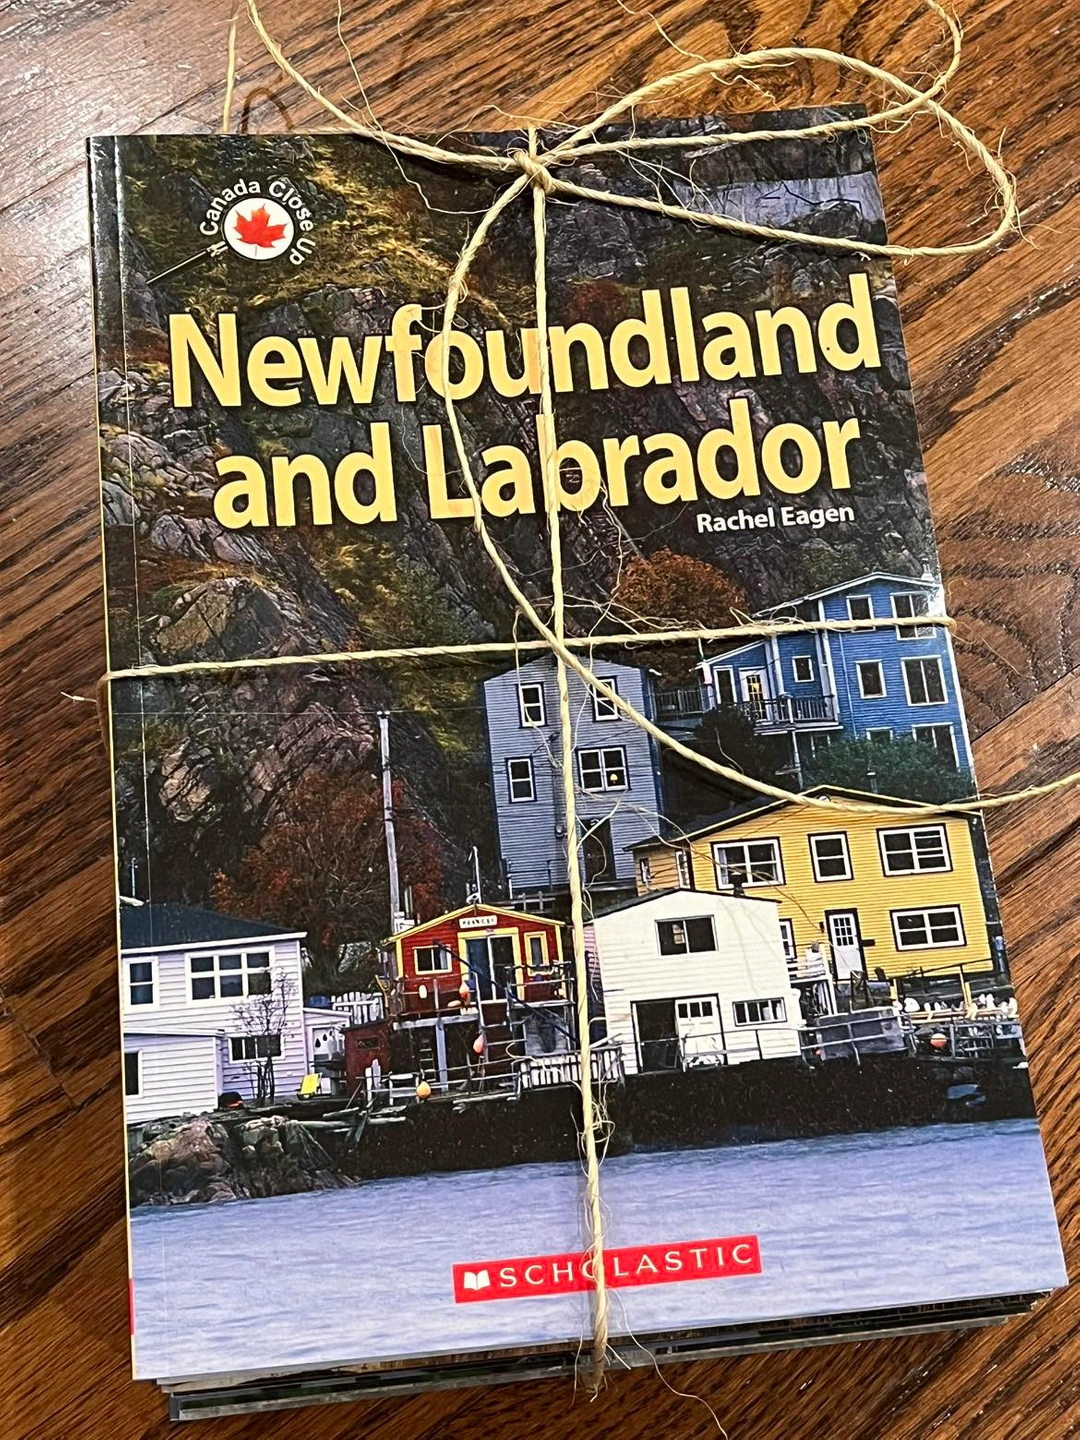 Canada Close Up
Newfoundland
and Labrador
Rachel Eagen
SCHOLASTIC